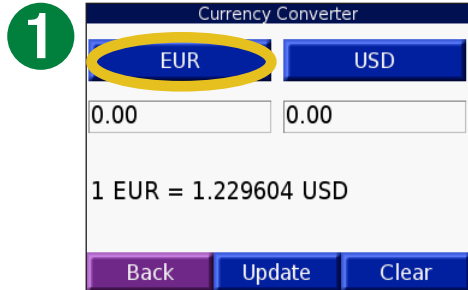 1
Currency Converter
EUR USD
0.00 0.00
1 EUR = 1.229604 USD
Back Update Clear